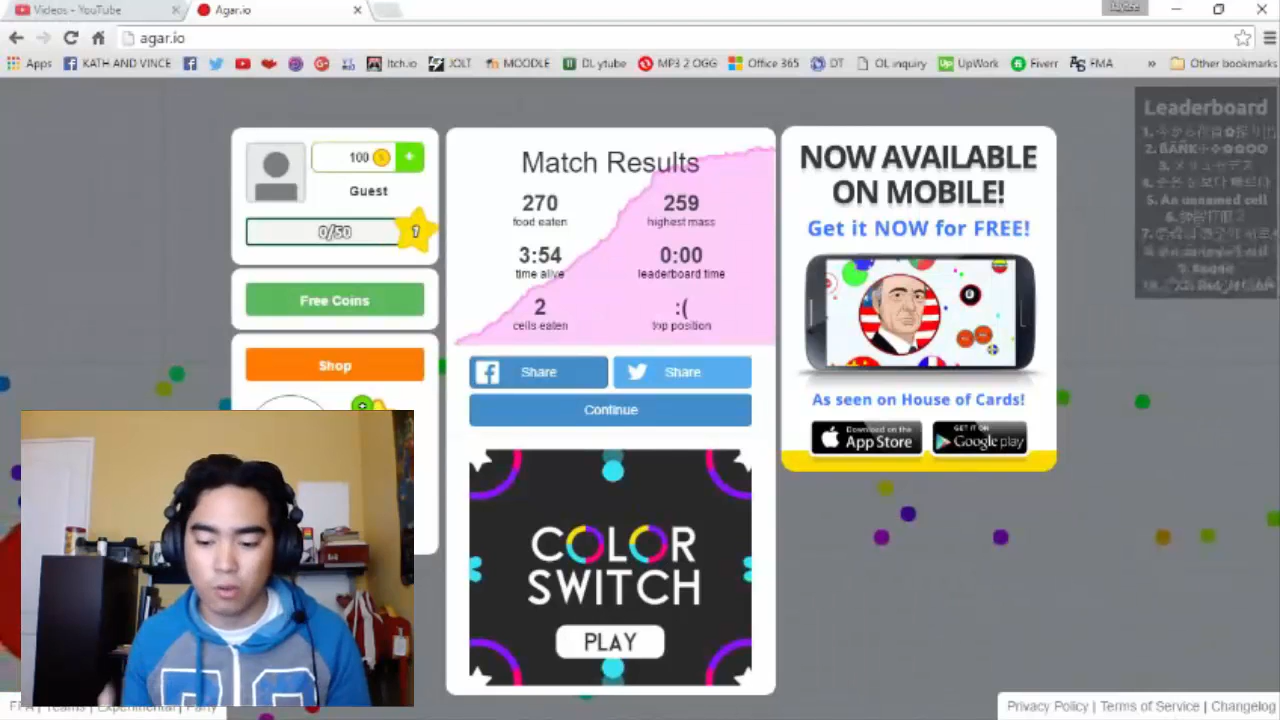 Videos - YouTube
Agar.io
agar.io
Apps
KATH AND VINCE
Itch.io
JOLT
MOODLE
DL ytube
MP3 2 OGG
Office 365
DT
OL inquiry
UpWork
Fiverr
FMA
»
Other bookmarks
100
Guest
0/50
1
Free Coins
Shop
Match Results
270
food eaten
259
highest mass
3:54
time alive
0:00
leaderboard time
2
cells eaten
:(
top position
Share
Share
Continue
COLOR
SWITCH
PLAY
NOW AVAILABLE
ON MOBILE!
Get it NOW for FREE!
As seen on House of Cards!
Download on the
App Store
GET IT ON
Google play
Leaderboard
5. An unnamed cell
Privacy Policy | Terms of Service | Changelog